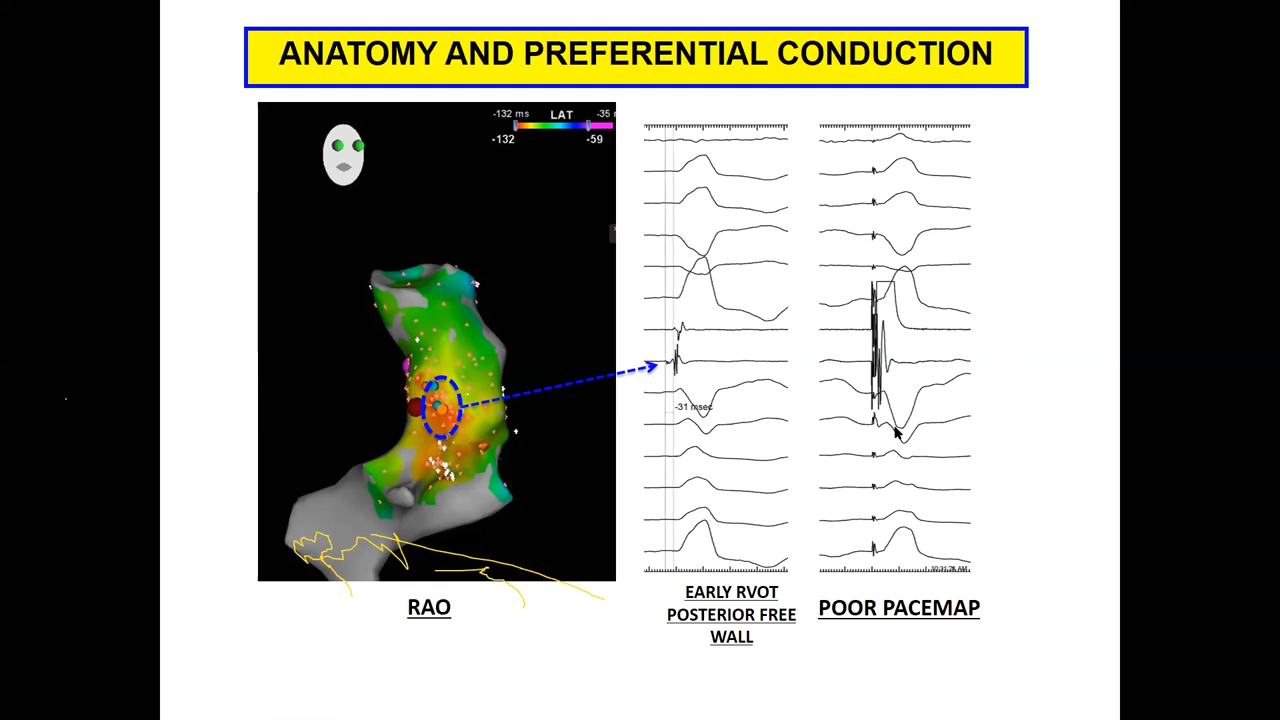 ANATOMY AND PREFERENTIAL CONDUCTION
-132 ms LAT -35 m
-132 -59
-31 msec
RAO
EARLY RVOT
POSTERIOR FREE
WALL
POOR PACEMAP